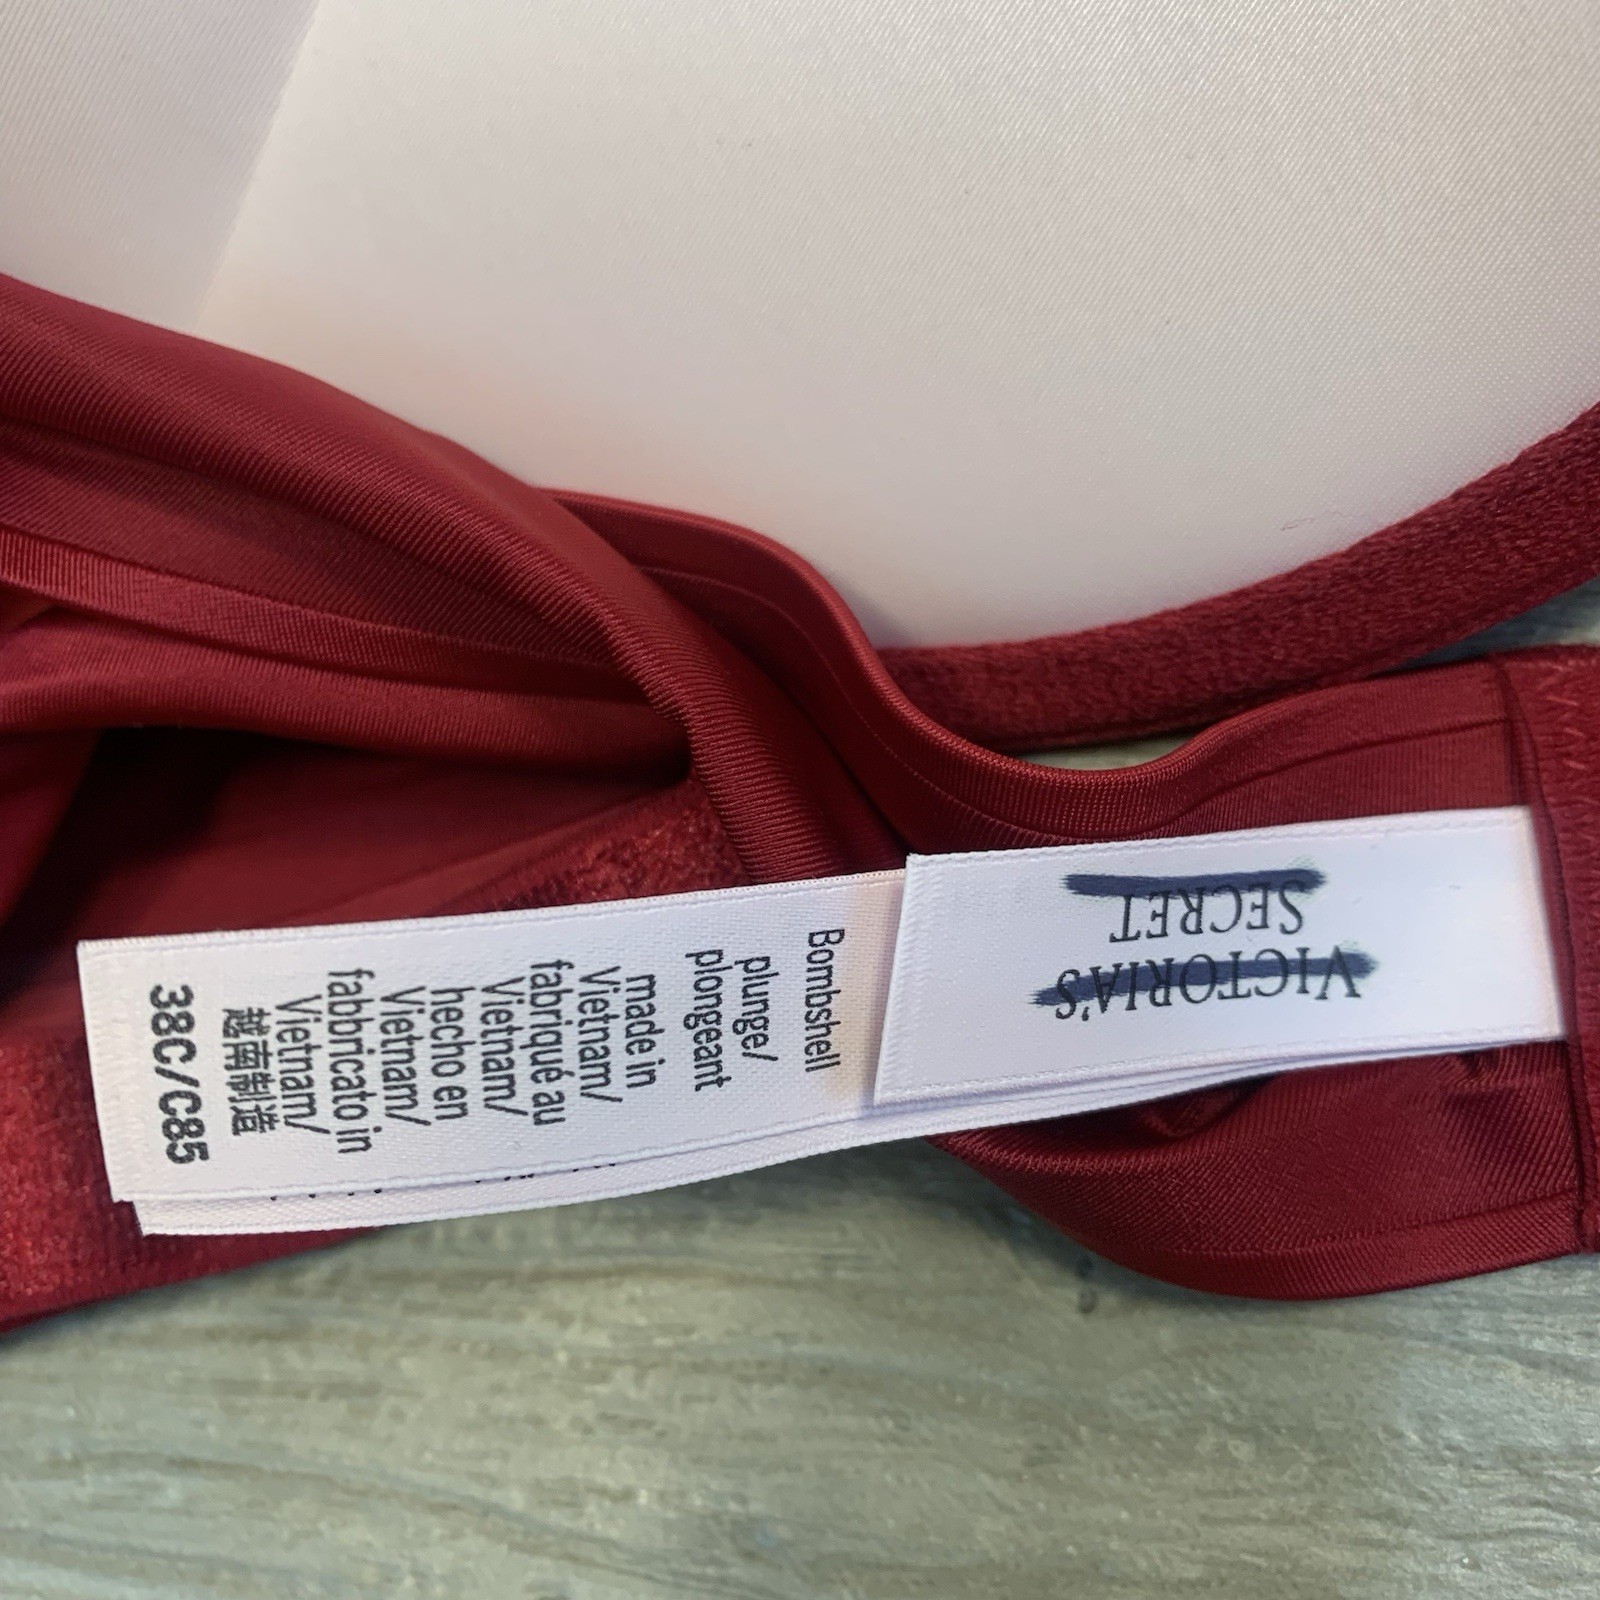 VICTORIA'S
SECRET
Bombshell
plunge/
plongeant
made in
Vietnam/
fabriqué au
Vietnam/
hecho en
Vietnam/
fabbricato in
Vietnam/
越南制造
38C/C85